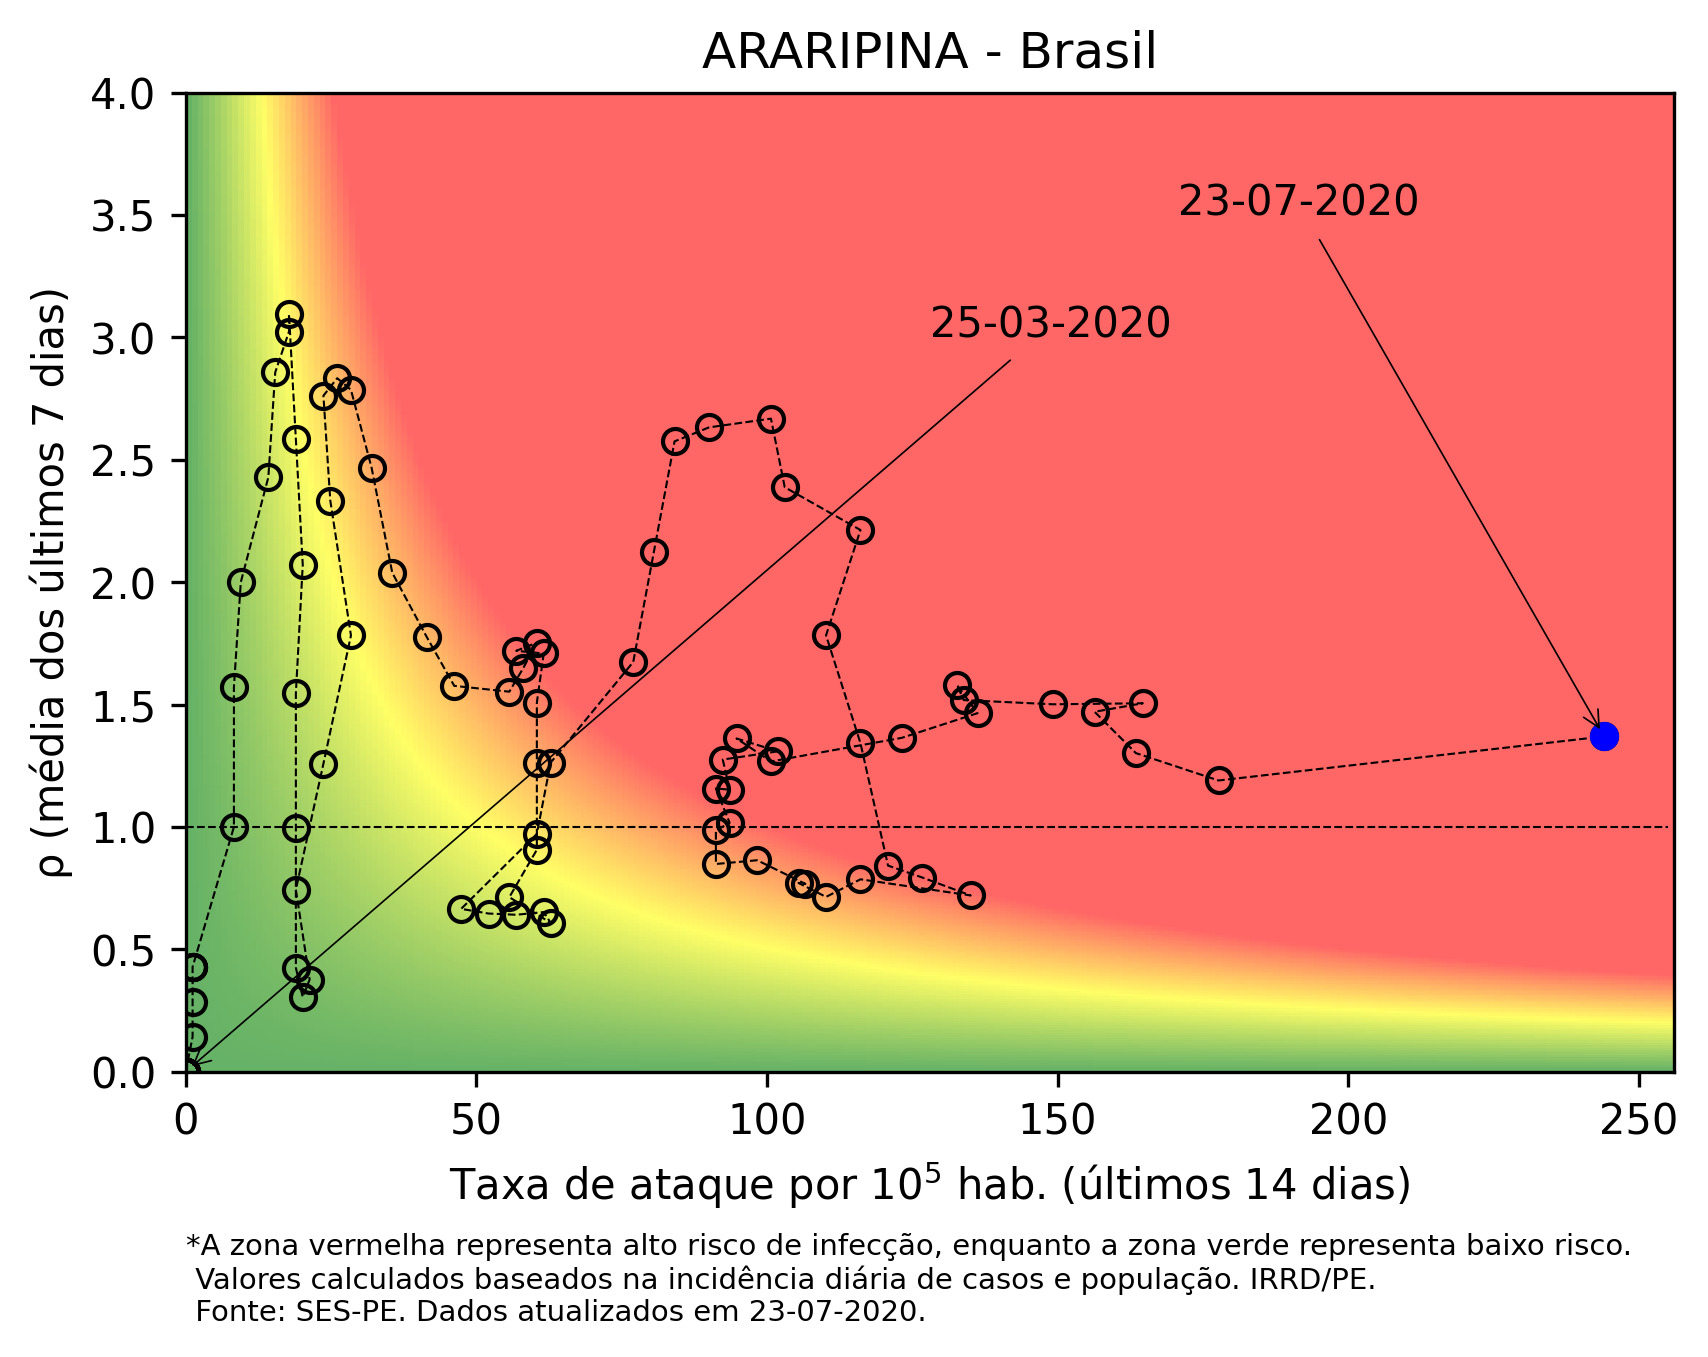 ARARIPINA - Brasil
4.0
3.5
3.0
2.5
2.0
1.5
1.0
0.5
0.0
ρ (média dos últimos 7 dias)
23-07-2020
25-03-2020
0 50 100 150 200 250
Taxa de ataque por 10⁵ hab. (últimos 14 dias)
*A zona vermelha representa alto risco de infecção, enquanto a zona verde representa baixo risco.
Valores calculados baseados na incidência diária de casos e população. IRRD/PE.
Fonte: SES-PE. Dados atualizados em 23-07-2020.